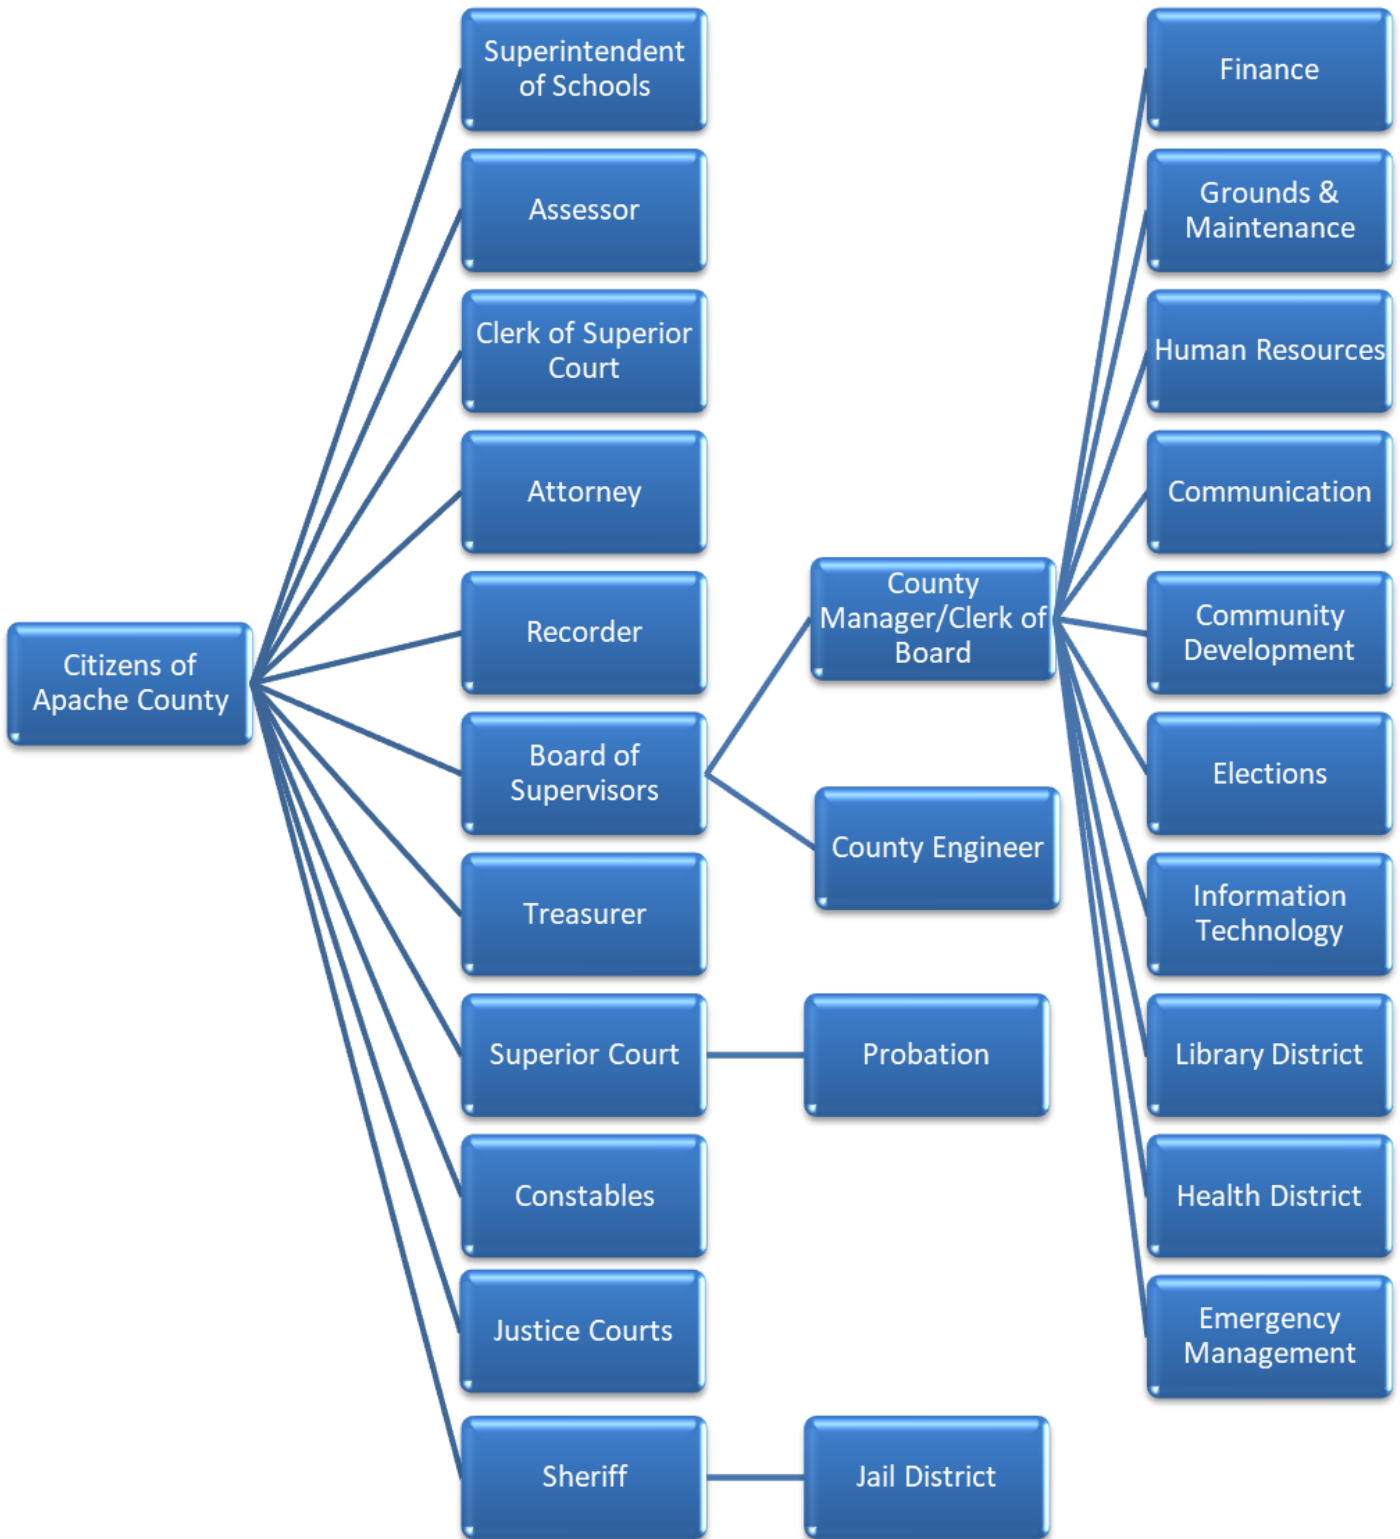 Citizens of
Apache County
Superintendent
of Schools
Assessor
Clerk of Superior
Court
Attorney
Recorder
Board of
Supervisors
Treasurer
Superior Court
Constables
Justice Courts
Sheriff
County
Manager/Clerk of
Board
County Engineer
Probation
Jail District
Finance
Grounds &
Maintenance
Human Resources
Communication
Community
Development
Elections
Information
Technology
Library District
Health District
Emergency
Management